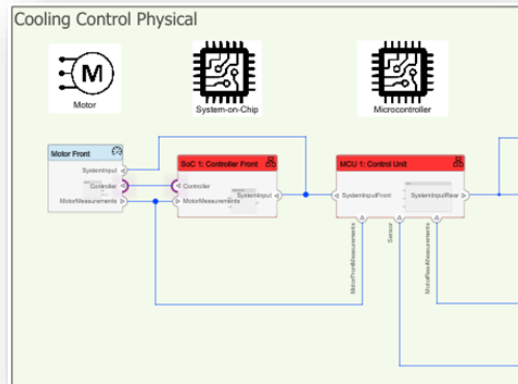 Cooling Control Physical
M
Motor
System-on-Chip
Microcontroller
Motor Front
SoC 1: Controller Front
MCU 1: Control Unit
SystemInput
Controller
MotorMeasurements
Controller
MotorMeasurements
SystemInput
SystemInputFront
SystemInputRear
MotorFrontMeasurements
Sensor
MotorRearMeasurements